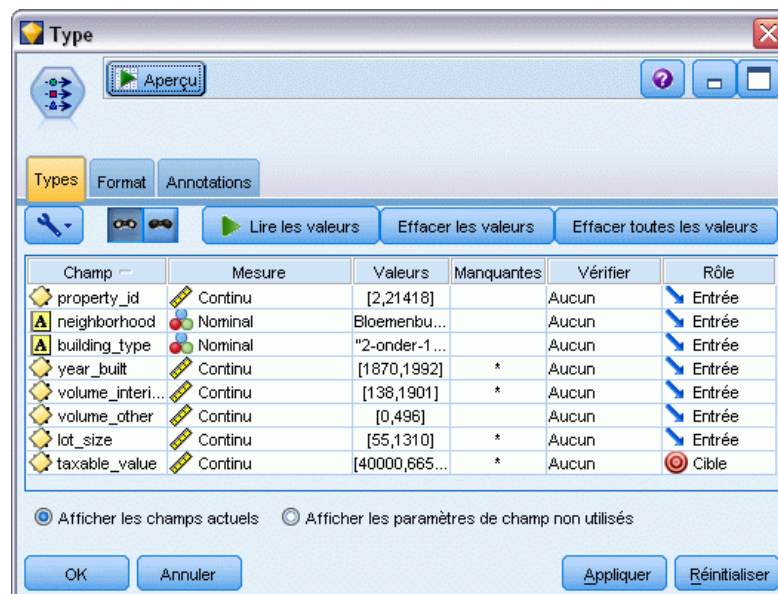 Type
Aperçu
Types Format Annotations
Lire les valeurs Effacer les valeurs Effacer toutes les valeurs
Champ Mesure Valeurs Manquantes Vérifier Rôle
property_id Continu [2,21418] Aucun Entrée
A neighborhood Nominal Bloemenbu... Aucun Entrée
A building_type Nominal "2-onder-1... Aucun Entrée
year_built Continu [1870,1992] * Aucun Entrée
volume_interi... Continu [138,1901] * Aucun Entrée
volume_other Continu [0,496] Aucun Entrée
lot_size Continu [55,1310] * Aucun Entrée
taxable_value Continu [40000,665... * Aucun Cible
Afficher les champs actuels Afficher les paramètres de champ non utilisés
OK Annuler Appliquer Réinitialiser